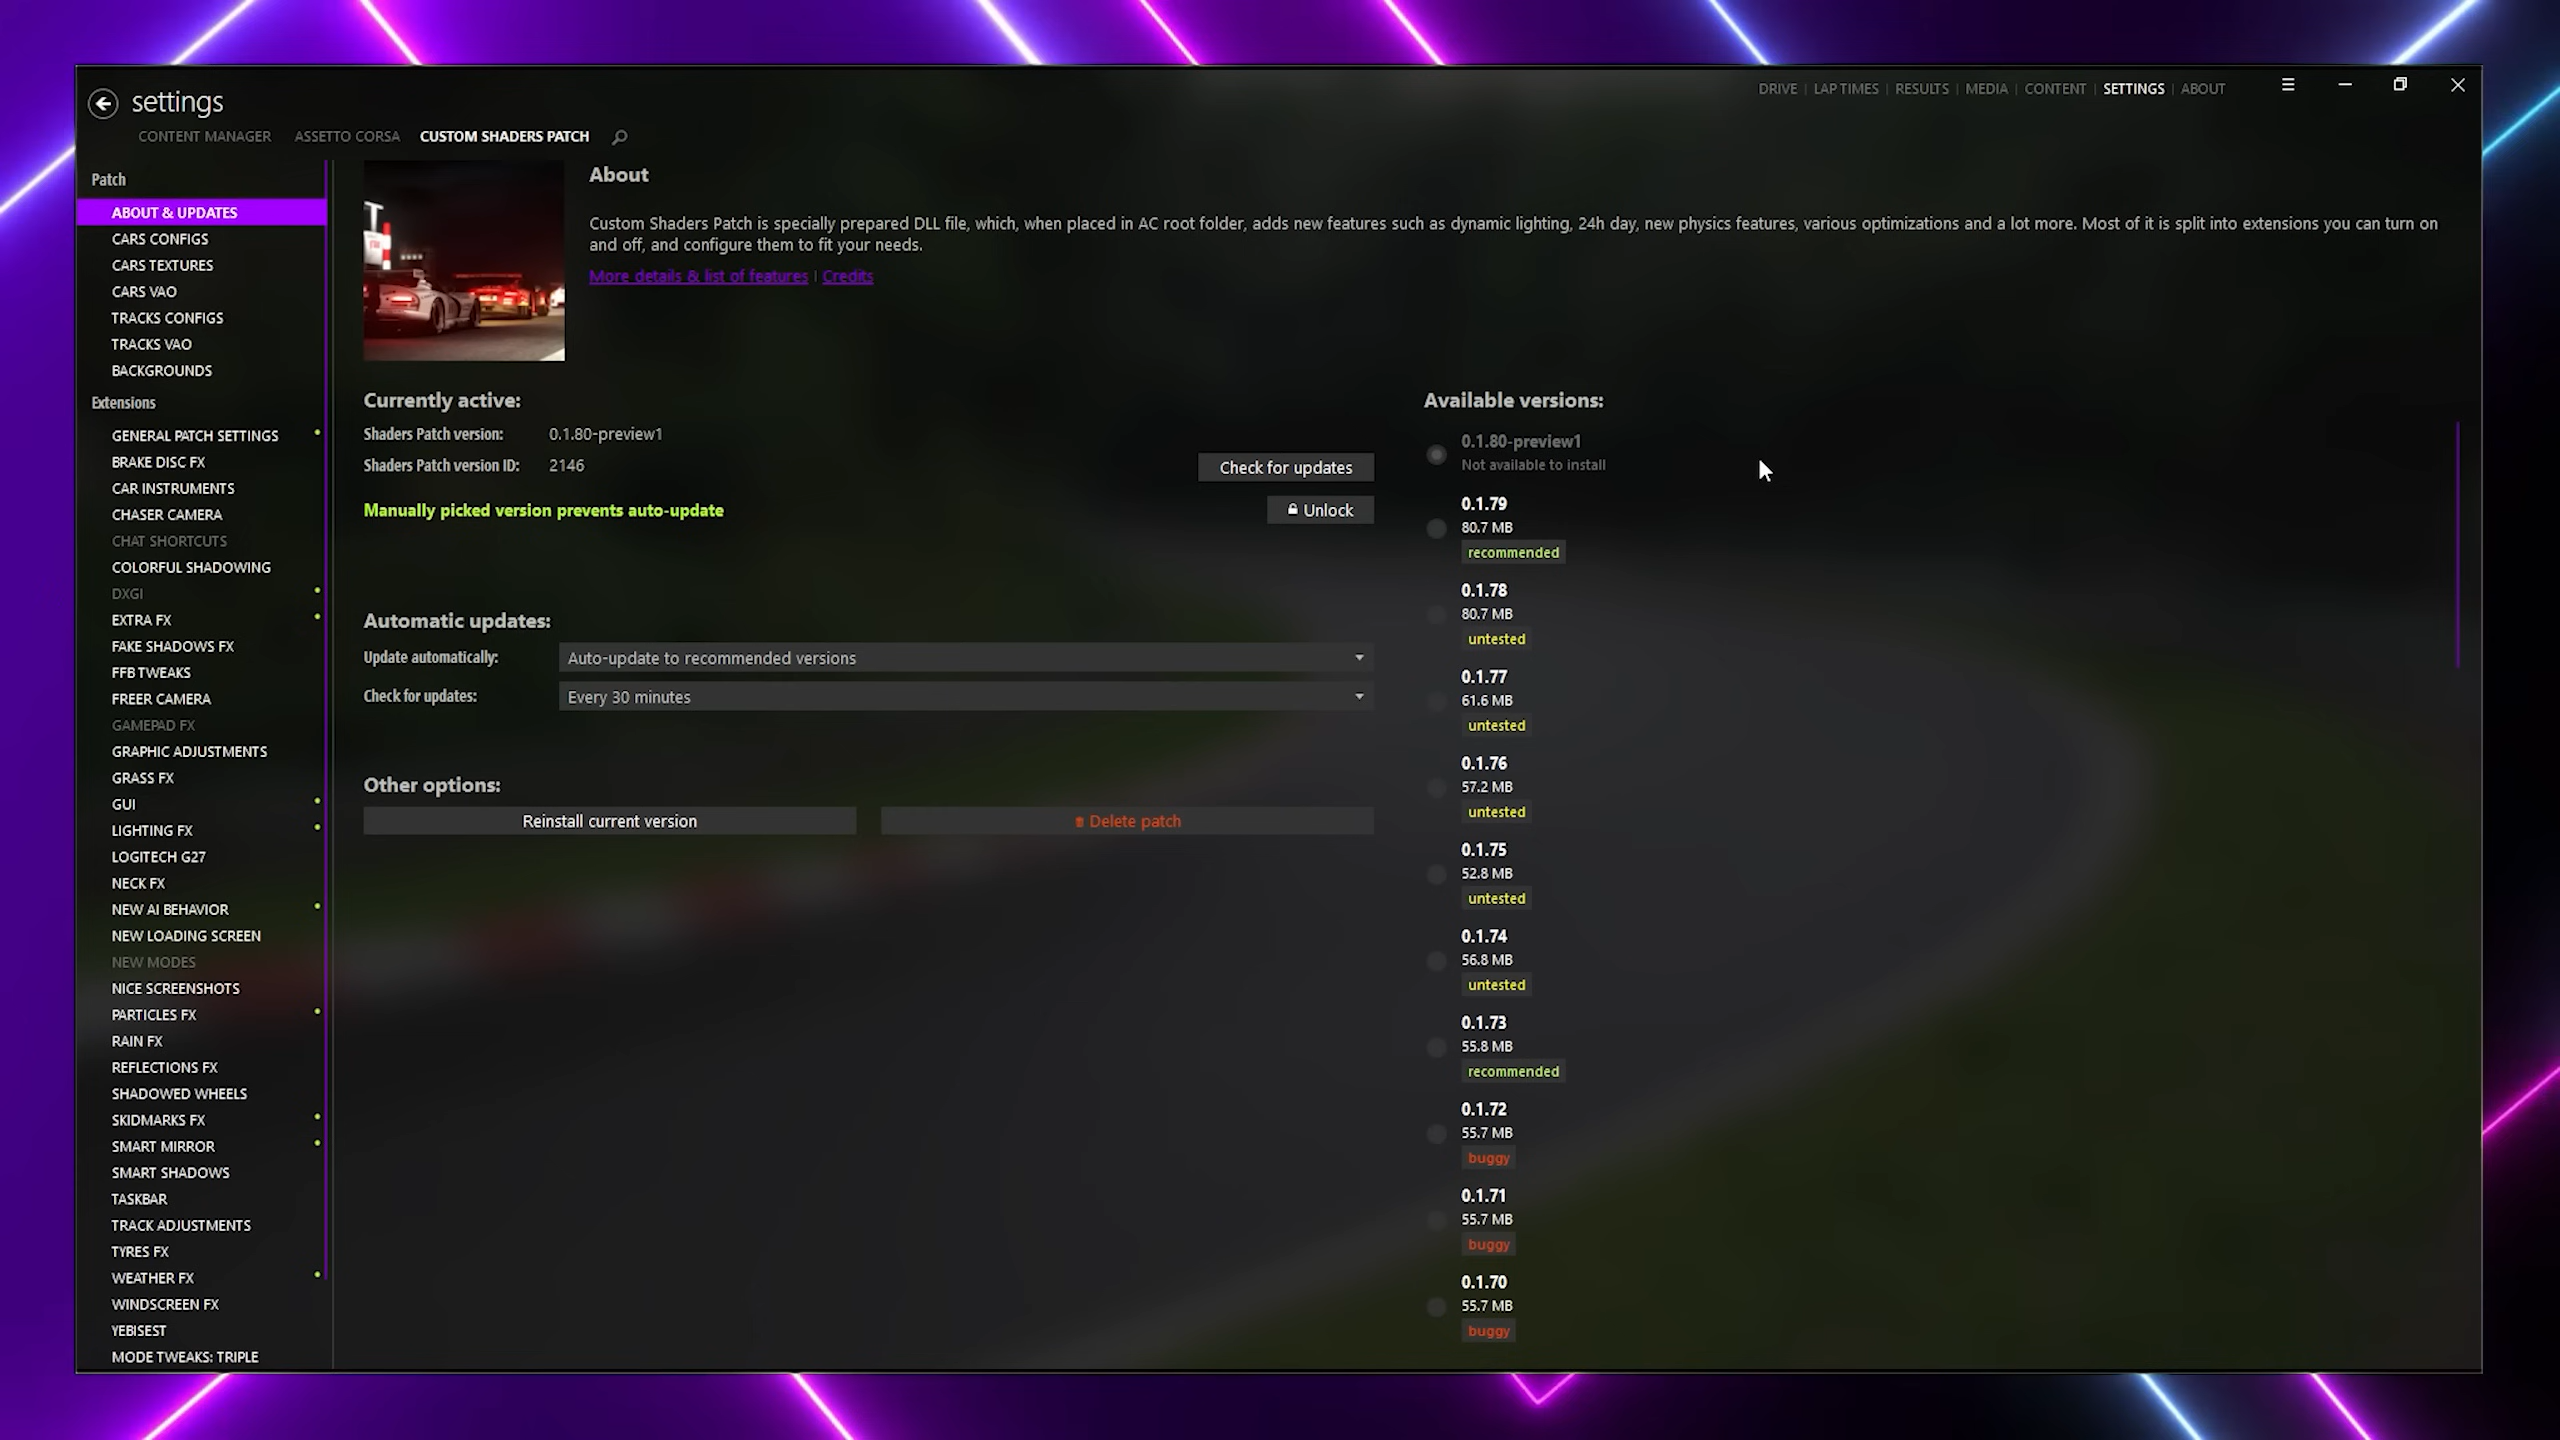 settings
DRIVE | LAP TIMES | RESULTS | MEDIA | CONTENT | SETTINGS | ABOUT
CONTENT MANAGER ASSETTO CORSA CUSTOM SHADERS PATCH
Patch
ABOUT & UPDATES
CARS CONFIGS
CARS TEXTURES
CARS VAO
TRACKS CONFIGS
TRACKS VAO
BACKGROUNDS
Extensions
GENERAL PATCH SETTINGS
BRAKE DISC FX
CAR INSTRUMENTS
CHASER CAMERA
CHAT SHORTCUTS
COLORFUL SHADOWING
DXGI
EXTRA FX
FAKE SHADOWS FX
FFB TWEAKS
FREER CAMERA
GAMEPAD FX
GRAPHIC ADJUSTMENTS
GRASS FX
GUI
LIGHTING FX
LOGITECH G27
NECK FX
NEW AI BEHAVIOR
NEW LOADING SCREEN
NEW MODES
NICE SCREENSHOTS
PARTICLES FX
RAIN FX
REFLECTIONS FX
SHADOWED WHEELS
SKIDMARKS FX
SMART MIRROR
SMART SHADOWS
TASKBAR
TRACK ADJUSTMENTS
TYRES FX
WEATHER FX
WINDSCREEN FX
YEBISEST
MODE TWEAKS: TRIPLE
About
Custom Shaders Patch is specially prepared DLL file, which, when placed in AC root folder, adds new features such as dynamic lighting, 24h day, new physics features, various optimizations and a lot more. Most of it is split into extensions you can turn on
and off, and configure them to fit your needs.
More details & list of features | Credits
Currently active:
Shaders Patch version: 0.1.80-preview1
Shaders Patch version ID: 2146
Check for updates
Manually picked version prevents auto-update
Unlock
Automatic updates:
Update automatically: Auto-update to recommended versions
Check for updates: Every 30 minutes
Other options:
Reinstall current version
Delete patch
Available versions:
0.1.80-preview1
Not available to install
0.1.79
80.7 MB
recommended
0.1.78
80.7 MB
untested
0.1.77
61.6 MB
untested
0.1.76
57.2 MB
untested
0.1.75
52.8 MB
untested
0.1.74
56.8 MB
untested
0.1.73
55.8 MB
recommended
0.1.72
55.7 MB
buggy
0.1.71
55.7 MB
buggy
0.1.70
55.7 MB
buggy